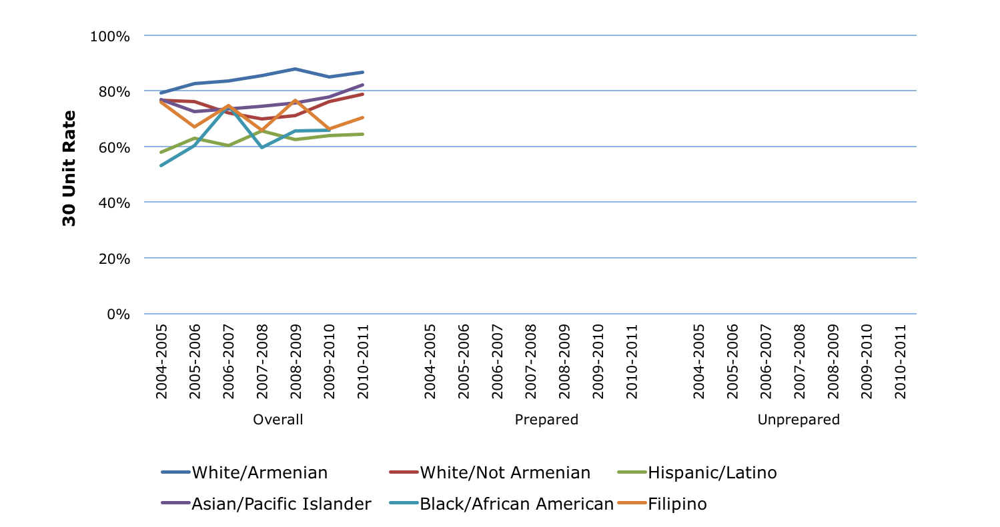 100%
80%
60%
40%
20%
0%
30 Unit Rate
2004-2005
2005-2006
2006-2007
2007-2008
2008-2009
2009-2010
2010-2011
2004-2005
2005-2006
2006-2007
2007-2008
2008-2009
2009-2010
2010-2011
2004-2005
2005-2006
2006-2007
2007-2008
2008-2009
2009-2010
2010-2011
Overall
Prepared
Unprepared
White/Armenian
White/Not Armenian
Hispanic/Latino
Asian/Pacific Islander
Black/African American
Filipino